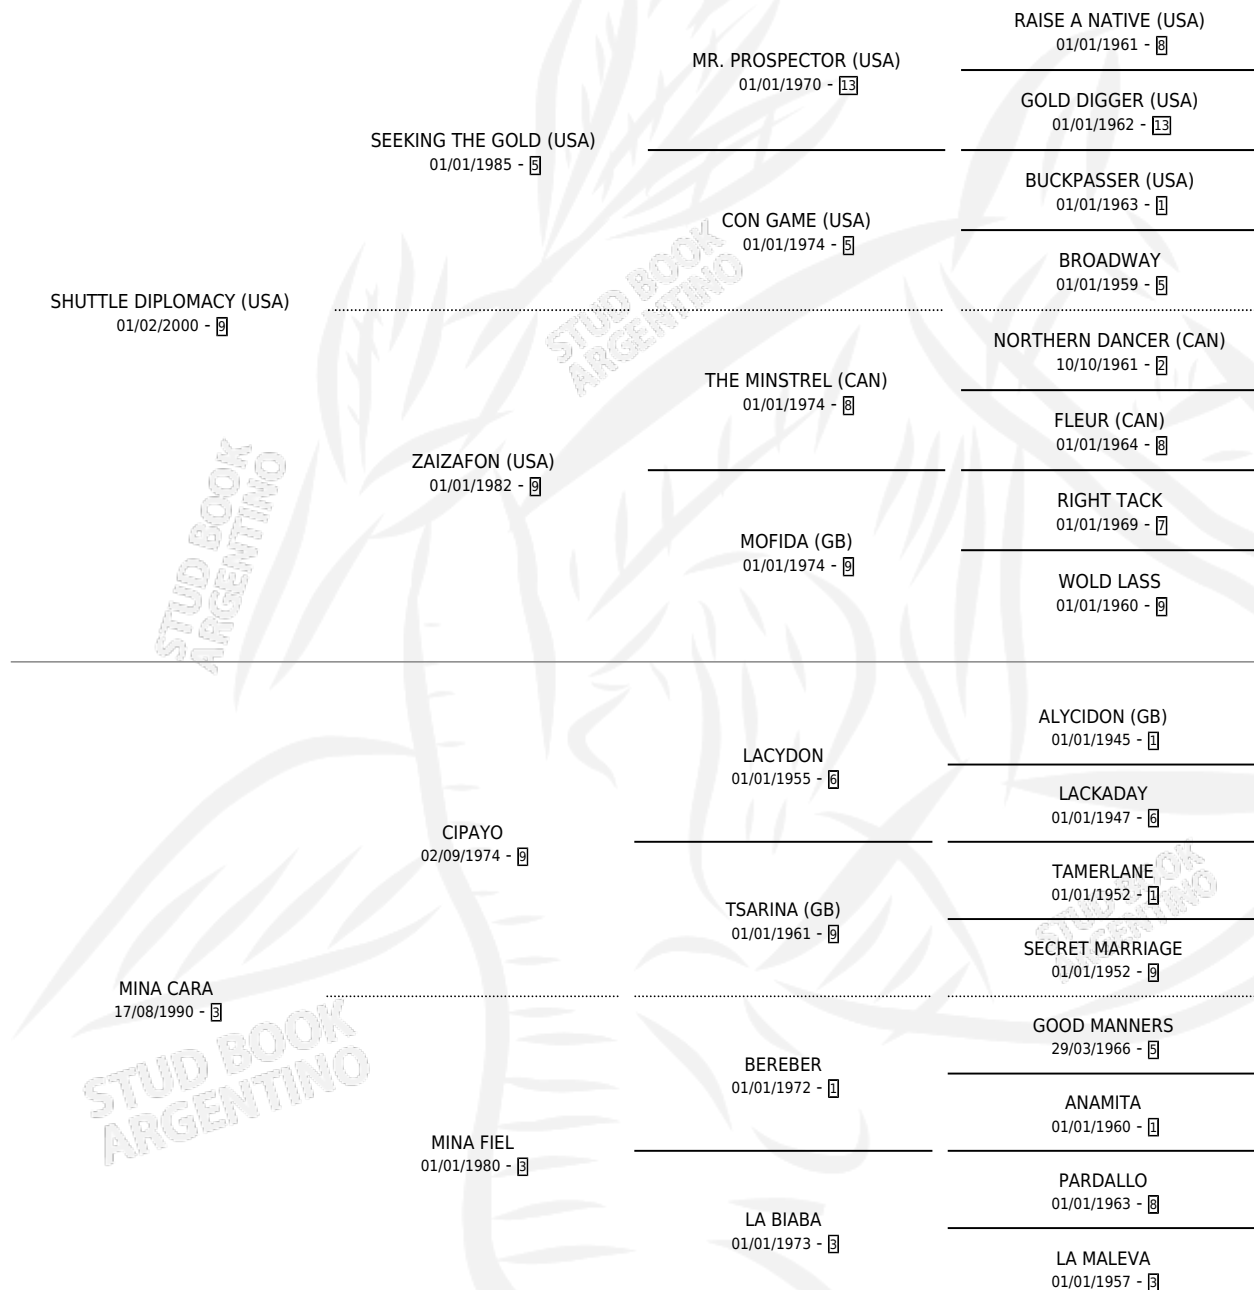 RAISE A NATIVE (USA)
01/01/1961 - 8
MR. PROSPECTOR (USA)
01/01/1970 - 13
GOLD DIGGER (USA)
01/01/1962 - 13
SEEKING THE GOLD (USA)
01/01/1985 - 5
BUCKPASSER (USA)
01/01/1963 - 1
CON GAME (USA)
01/01/1974 - 5
BROADWAY
01/01/1959 - 5
SHUTTLE DIPLOMACY (USA)
01/02/2000 - 9
NORTHERN DANCER (CAN)
10/10/1961 - 2
THE MINSTREL (CAN)
01/01/1974 - 8
FLEUR (CAN)
01/01/1964 - 8
ZAIZAFON (USA)
01/01/1982 - 9
RIGHT TACK
01/01/1969 - 7
MOFIDA (GB)
01/01/1974 - 9
WOLD LASS
01/01/1960 - 9
ALYCIDON (GB)
01/01/1945 - 1
LACYDON
01/01/1955 - 6
LACKADAY
01/01/1947 - 6
CIPAYO
02/09/1974 - 9
TAMERLANE
01/01/1952 - 1
TSARINA (GB)
01/01/1961 - 9
SECRET MARRIAGE
01/01/1952 - 9
MINA CARA
17/08/1990 - 3
GOOD MANNERS
29/03/1966 - 5
BEREBER
01/01/1972 - 1
ANAMITA
01/01/1960 - 1
MINA FIEL
01/01/1980 - 3
PARDALLO
01/01/1963 - 8
LA BIABA
01/01/1973 - 3
LA MALEVA
01/01/1957 - 3
STUD BOOK
ARGENTINO
STUD BOOK
ARGENTINO
STUD BOOK
ARGENTINO
STUD BOOK
ARGENTINO